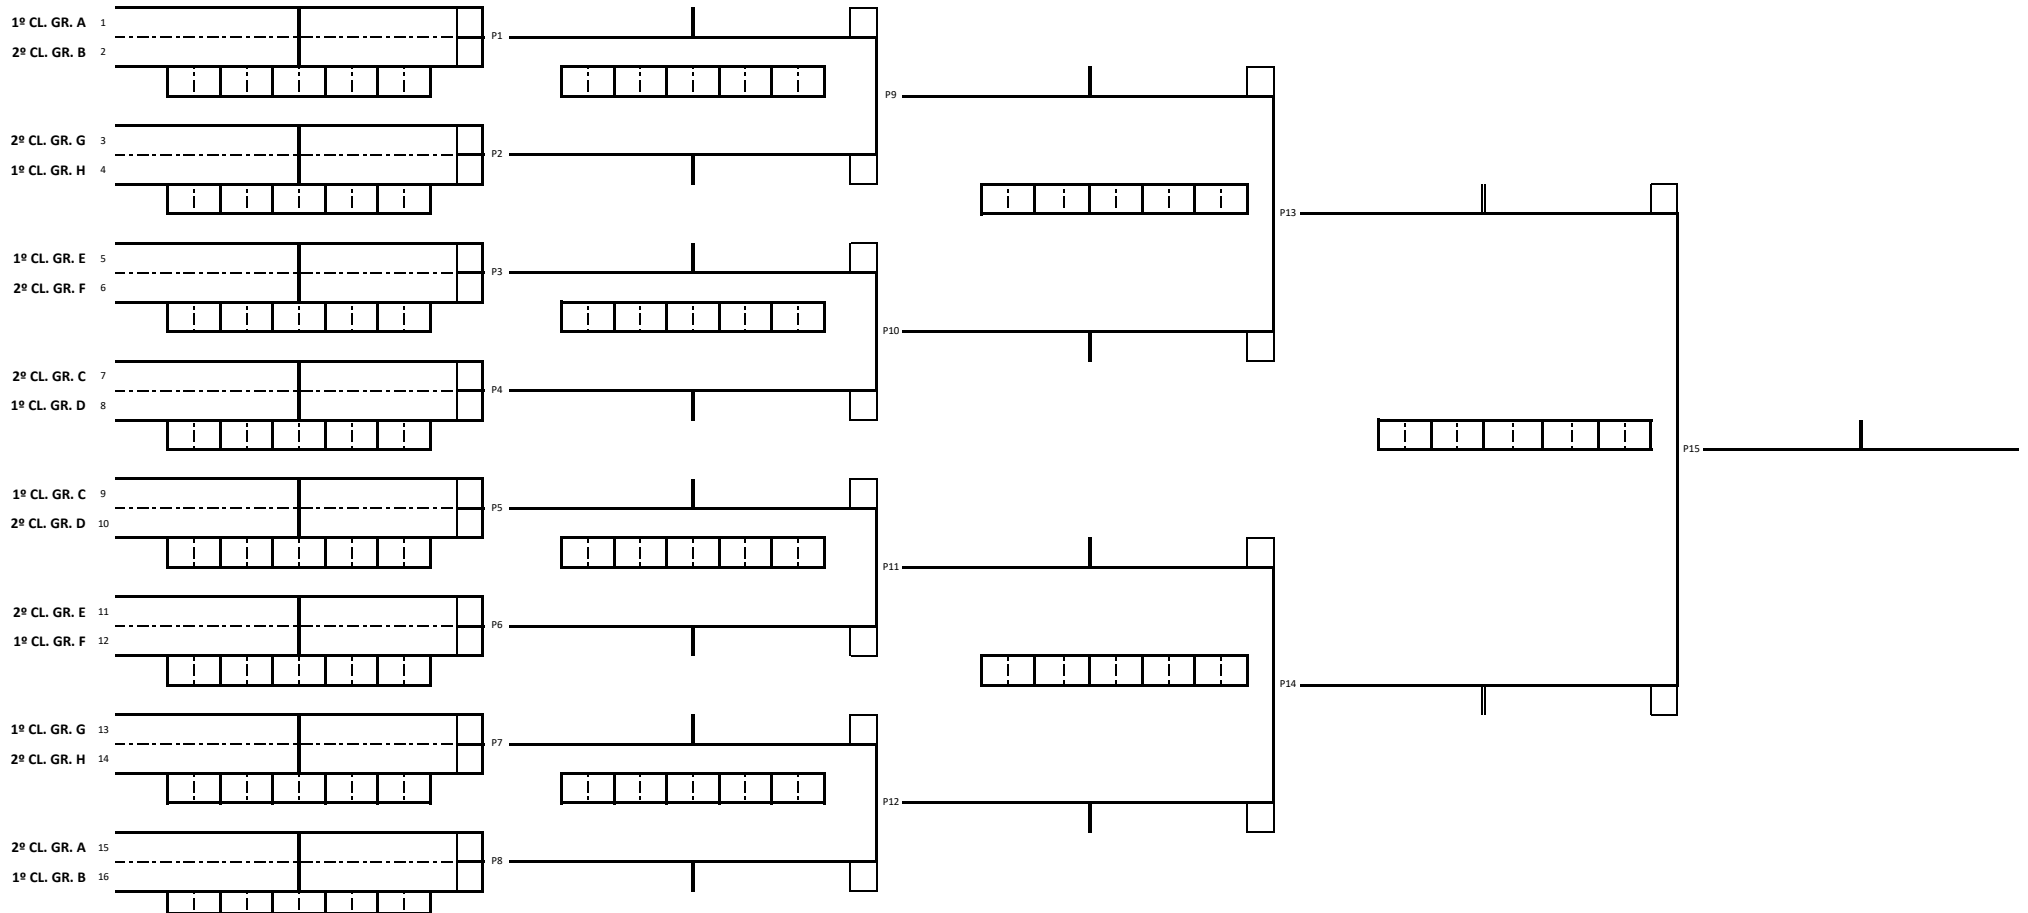 1º CL. GR. A 1
P1
2º CL. GR. B 2
P9
2º CL. GR. G 3
P2
1º CL. GR. H 4
P13
1º CL. GR. E 5
P3
2º CL. GR. F 6
P10
2º CL. GR. C 7
P4
1º CL. GR. D 8
P15
1º CL. GR. C 9
P5
2º CL. GR. D 10
P11
2º CL. GR. E 11
P6
1º CL. GR. F 12
P14
1º CL. GR. G 13
P7
2º CL. GR. H 14
P12
2º CL. GR. A 15
P8
1º CL. GR. B 16